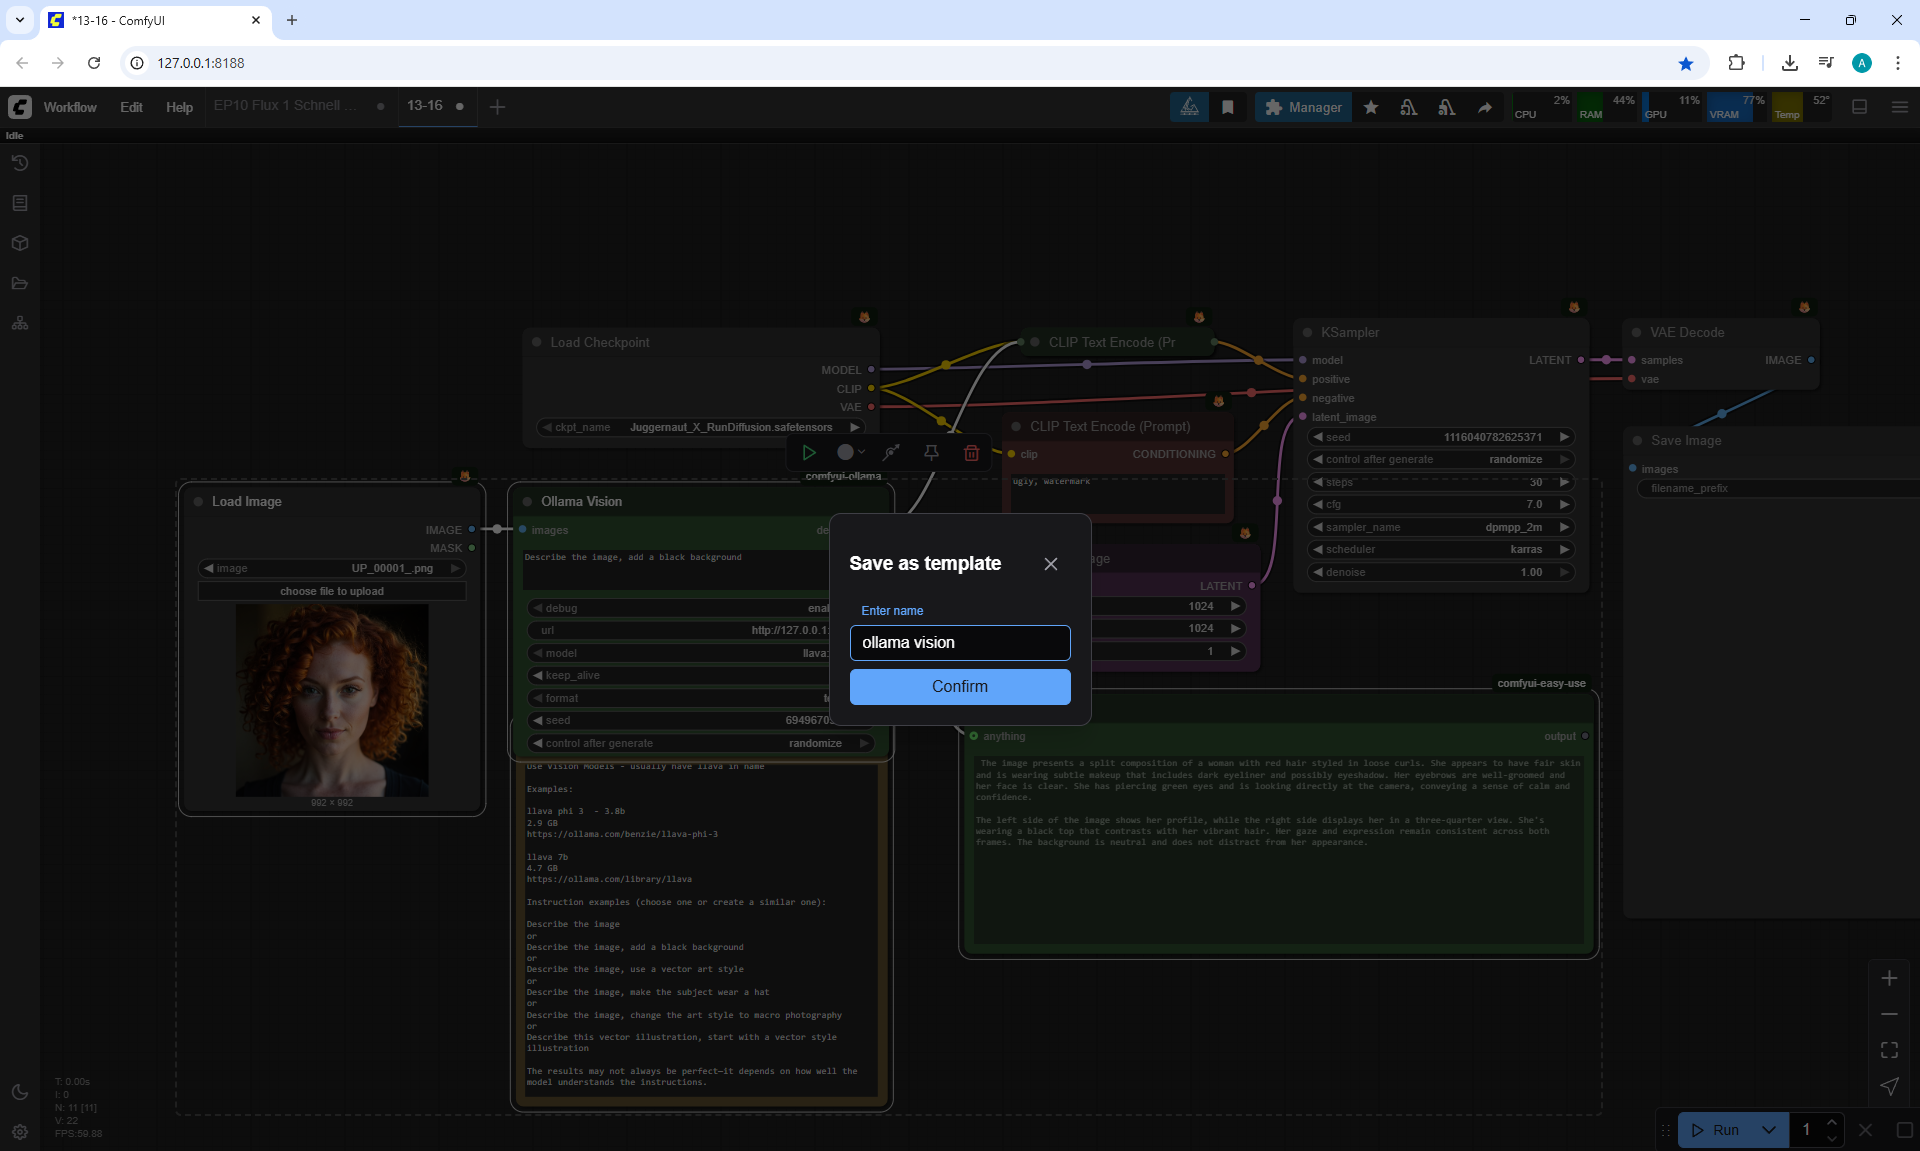 *13-16 - ComfyUI
127.0.0.1:8188
A
Workflow
Edit
Help
EP10 Flux 1 Schnell ...
13-16
Manager
CPU 2%
RAM 44%
GPU 11%
VRAM 77%
Temp 52°
Idle
Load Checkpoint
MODEL
CLIP
VAE
ckpt_name Juggernaut_X_RunDiffusion.safetensors
CLIP Text Encode (Pr
CLIP Text Encode (Prompt)
clip CONDITIONING
ugly, watermark
KSampler
model LATENT
positive
negative
latent_image
seed 1116040782625371
control after generate randomize
steps 30
cfg 7.0
sampler_name dpmpp_2m
scheduler karras
denoise 1.00
VAE Decode
samples IMAGE
vae
Save Image
images
filename_prefix
Load Image
IMAGE
MASK
image UP_00001_.png
choose file to upload
992 × 992
comfyui-ollama
Ollama Vision
images de
Describe the image, add a black background
debug enal
url http://127.0.0.1:
model llava:
keep_alive
format
seed 6949670
control after generate randomize
Save as template
Enter name
ollama vision
Confirm
age
LATENT
1024
1024
1
Use Vision Models - usually have llava in name
Examples:
llava phi 3 - 3.8b
2.9 GB
https://ollama.com/benzie/llava-phi-3
llava 7b
4.7 GB
https://ollama.com/library/llava
Instruction examples (choose one or create a similar one):
Describe the image
or
Describe the image, add a black background
or
Describe the image, use a vector art style
or
Describe the image, make the subject wear a hat
or
Describe the image, change the art style to macro photography
or
Describe this vector illustration, start with a vector style
illustration
The results may not always be perfect—it depends on how well the
model understands the instructions.
comfyui-easy-use
anything output
The image presents a split composition of a woman with red hair styled in loose curls. She appears to have fair skin
and is wearing subtle makeup that includes dark eyeliner and possibly eyeshadow. Her eyebrows are well-groomed and
her face is clear. She has piercing green eyes and is looking directly at the camera, conveying a sense of calm and
confidence.
The left side of the image shows her profile, while the right side displays her in a three-quarter view. She's
wearing a black top that contrasts with her vibrant hair. Her gaze and expression remain consistent across both
frames. The background is neutral and does not distract from her appearance.
T: 0.00s
I: 0
N: 11 [11]
V: 22
FPS:59.88
Run
1